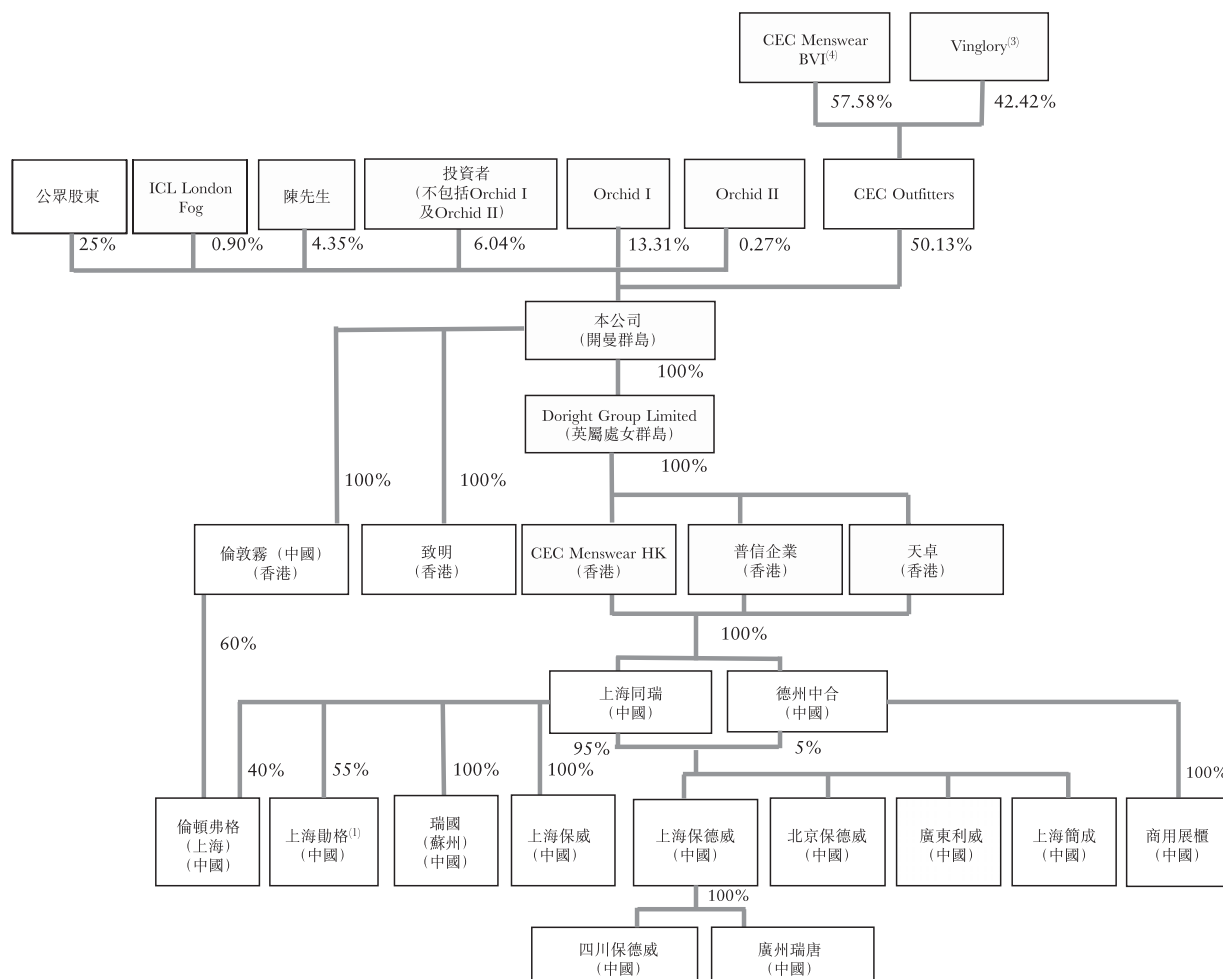 CEC Menswear
BVI(4)
Vinglory(3)
57.58%
42.42%
公眾股東
ICL London
Fog
陳先生
投資者
(不包括Orchid I
及Orchid II)
Orchid I
Orchid II
CEC Outfitters
25%
0.90%
4.35%
6.04%
13.31%
0.27%
50.13%
本公司
(開曼群島)
100%
Doright Group Limited
(英屬處女群島)
100%
100%
100%
倫敦霧(中國)
(香港)
致明
(香港)
CEC Menswear HK
(香港)
普信企業
(香港)
天卓
(香港)
60%
100%
上海同瑞
(中國)
德州中合
(中國)
95%
5%
40%
55%
100%
100%
100%
倫頓弗格
(上海)
(中國)
上海勛格(1)
(中國)
瑞國
(蘇州)
(中國)
上海保威
(中國)
上海保德威
(中國)
北京保德威
(中國)
廣東利威
(中國)
上海簡成
(中國)
商用展櫃
(中國)
100%
四川保德威
(中國)
廣州瑞唐
(中國)